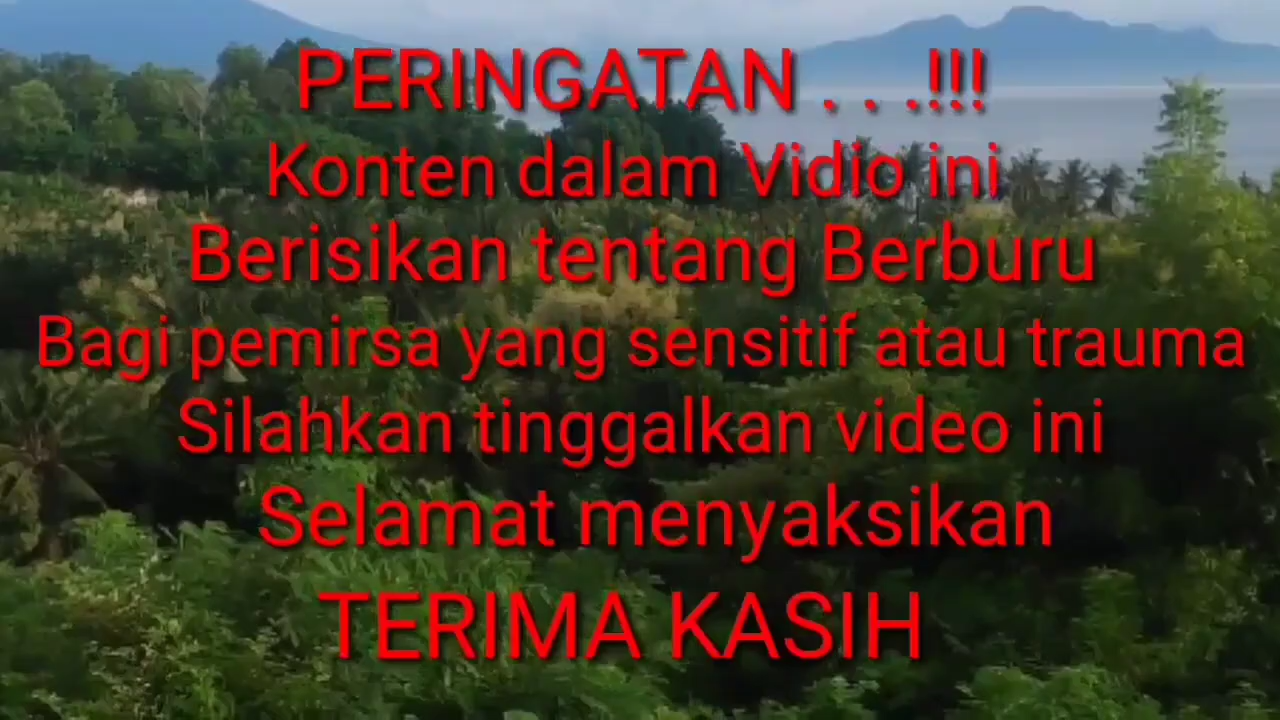 PERINGATAN . . .!!!
Konten dalam Vidio ini
Berisikan tentang Berburu
Bagi pemirsa yang sensitif atau trauma
Silahkan tinggalkan video ini
Selamat menyaksikan
TERIMA KASIH